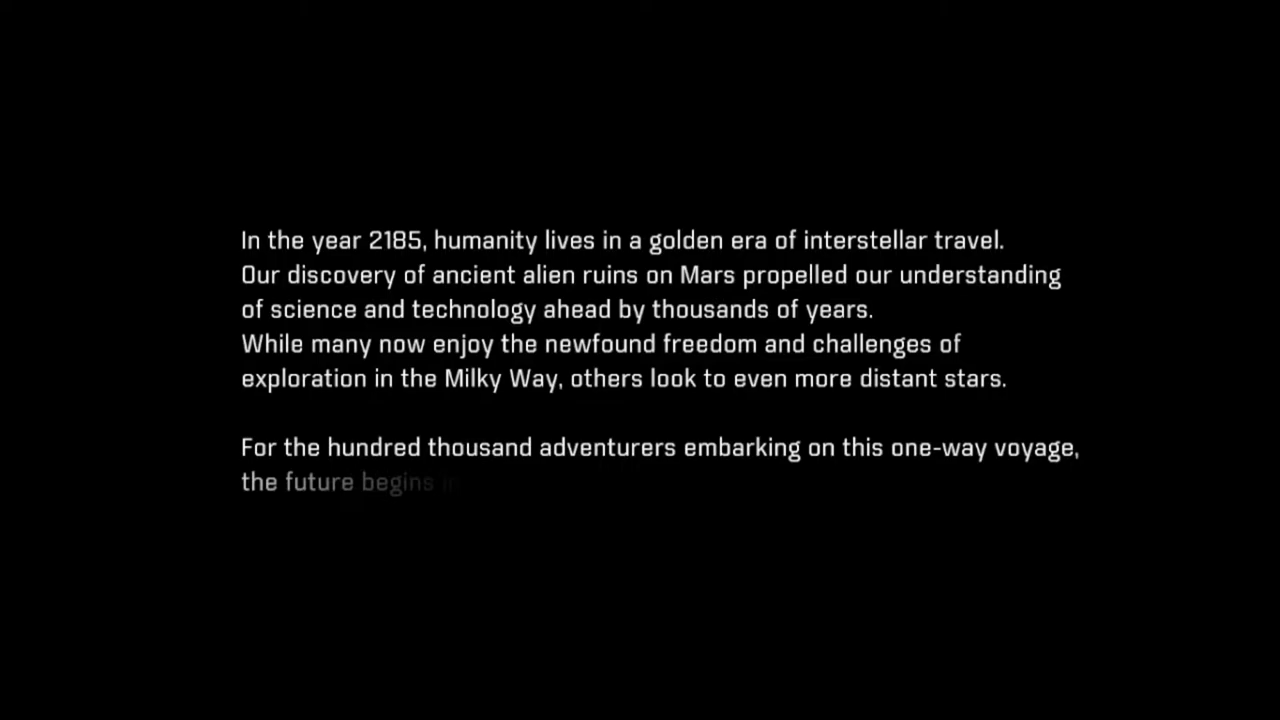 In the year 2185, humanity lives in a golden era of interstellar travel.
Our discovery of ancient alien ruins on Mars propelled our understanding
of science and technology ahead by thousands of years.
While many now enjoy the newfound freedom and challenges of
exploration in the Milky Way, others look to even more distant stars.
For the hundred thousand adventurers embarking on this one-way voyage,
the future begins